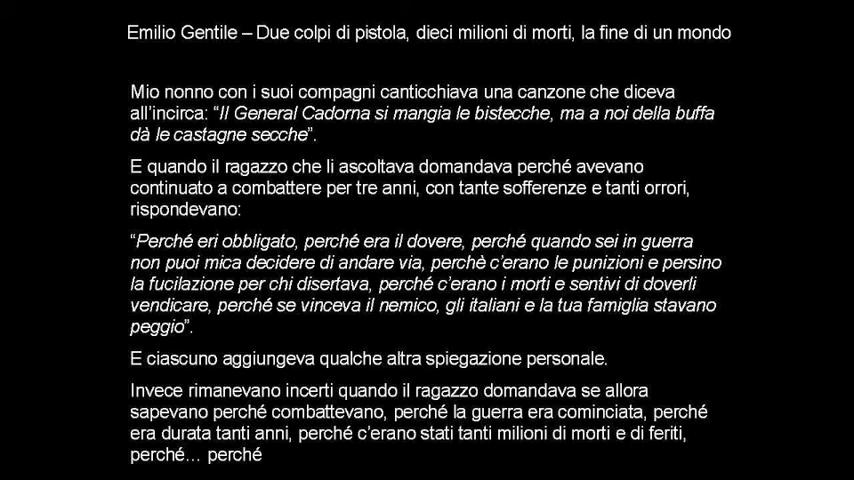 Emilio Gentile – Due colpi di pistola, dieci milioni di morti, la fine di un mondo
Mio nonno con i suoi compagni canticchiava una canzone che diceva
all'incirca: “Il General Cadorna si mangia le bistecche, ma a noi della buffa
dà le castagne secche”.
E quando il ragazzo che li ascoltava domandava perché avevano
continuato a combattere per tre anni, con tante sofferenze e tanti orrori,
rispondevano:
“Perché eri obbligato, perché era il dovere, perché quando sei in guerra
non puoi mica decidere di andare via, perchè c'erano le punizioni e persino
la fucilazione per chi disertava, perché c'erano i morti e sentivi di doverli
vendicare, perché se vinceva il nemico, gli italiani e la tua famiglia stavano
peggio”.
E ciascuno aggiungeva qualche altra spiegazione personale.
Invece rimanevano incerti quando il ragazzo domandava se allora
sapevano perché combattevano, perché la guerra era cominciata, perché
era durata tanti anni, perché c'erano stati tanti milioni di morti e di feriti,
perché… perché